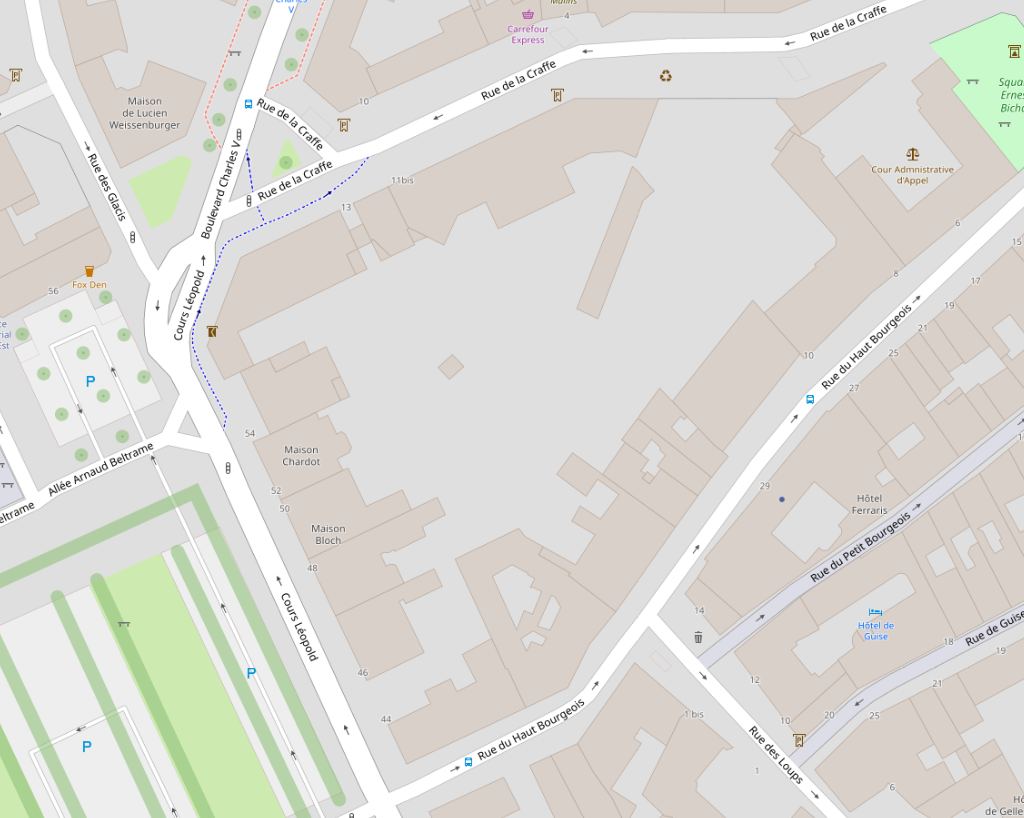 Charles
V
Matins
4
Carrefour
Express
Rue de la Craffe
Rue de la Craffe
Maison
de Lucien
Weissenburger
10
Rue de la Craffe
Rue de la Craffe
11bis
13
Rue des Glacis
Boulevard Charles V
Cour Admnistrative
d'Appel
6
15
8
17
19
21
25
27
10
Fox Den
56
Cours Léopold
Rue du Haut Bourgeois
P
54
Maison
Chardot
52
50
Maison
Bloch
48
Allée Arnaud Beltrame
eltrame
29
Hôtel
Ferraris
Rue du Petit Bourgeois
14
Hôtel de
Guise
18
Rue de Guise
19
21
12
20
25
10
1 bis
Cours Léopold
46
44
P
P
Rue du Haut Bourgeois
Rue des Loups
1
6
de Gelle